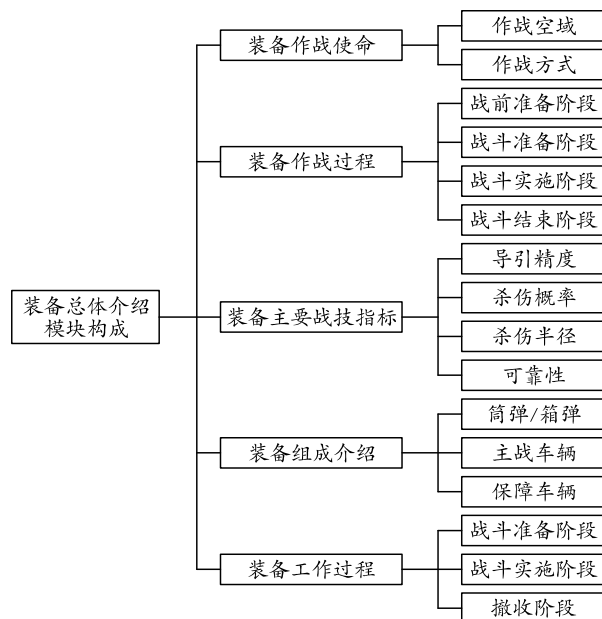 装备总体介绍
模块构成
装备作战使命
作战空域
作战方式
装备作战过程
战前准备阶段
战斗准备阶段
战斗实施阶段
战斗结束阶段
装备主要战技指标
导引精度
杀伤概率
杀伤半径
可靠性
装备组成介绍
筒弹/箱弹
主战车辆
保障车辆
装备工作过程
战斗准备阶段
战斗实施阶段
撤收阶段